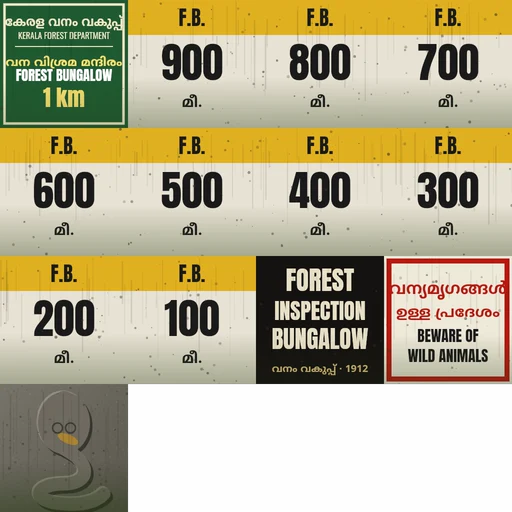 കേരള വനം വകുപ്പ്
KERALA FOREST DEPARTMENT
വന വിശ്രമ മന്ദിരം
FOREST BUNGALOW
1 km
F.B.
900
മീ.
F.B.
800
മീ.
F.B.
700
മീ.
F.B.
600
മീ.
F.B.
500
മീ.
F.B.
400
മീ.
F.B.
300
മീ.
F.B.
200
മീ.
F.B.
100
മീ.
FOREST
INSPECTION
BUNGALOW
വനം വകുപ്പ് · 1912
വന്യമൃഗങ്ങൾ
ഉള്ള പ്രദേശം
BEWARE OF
WILD ANIMALS